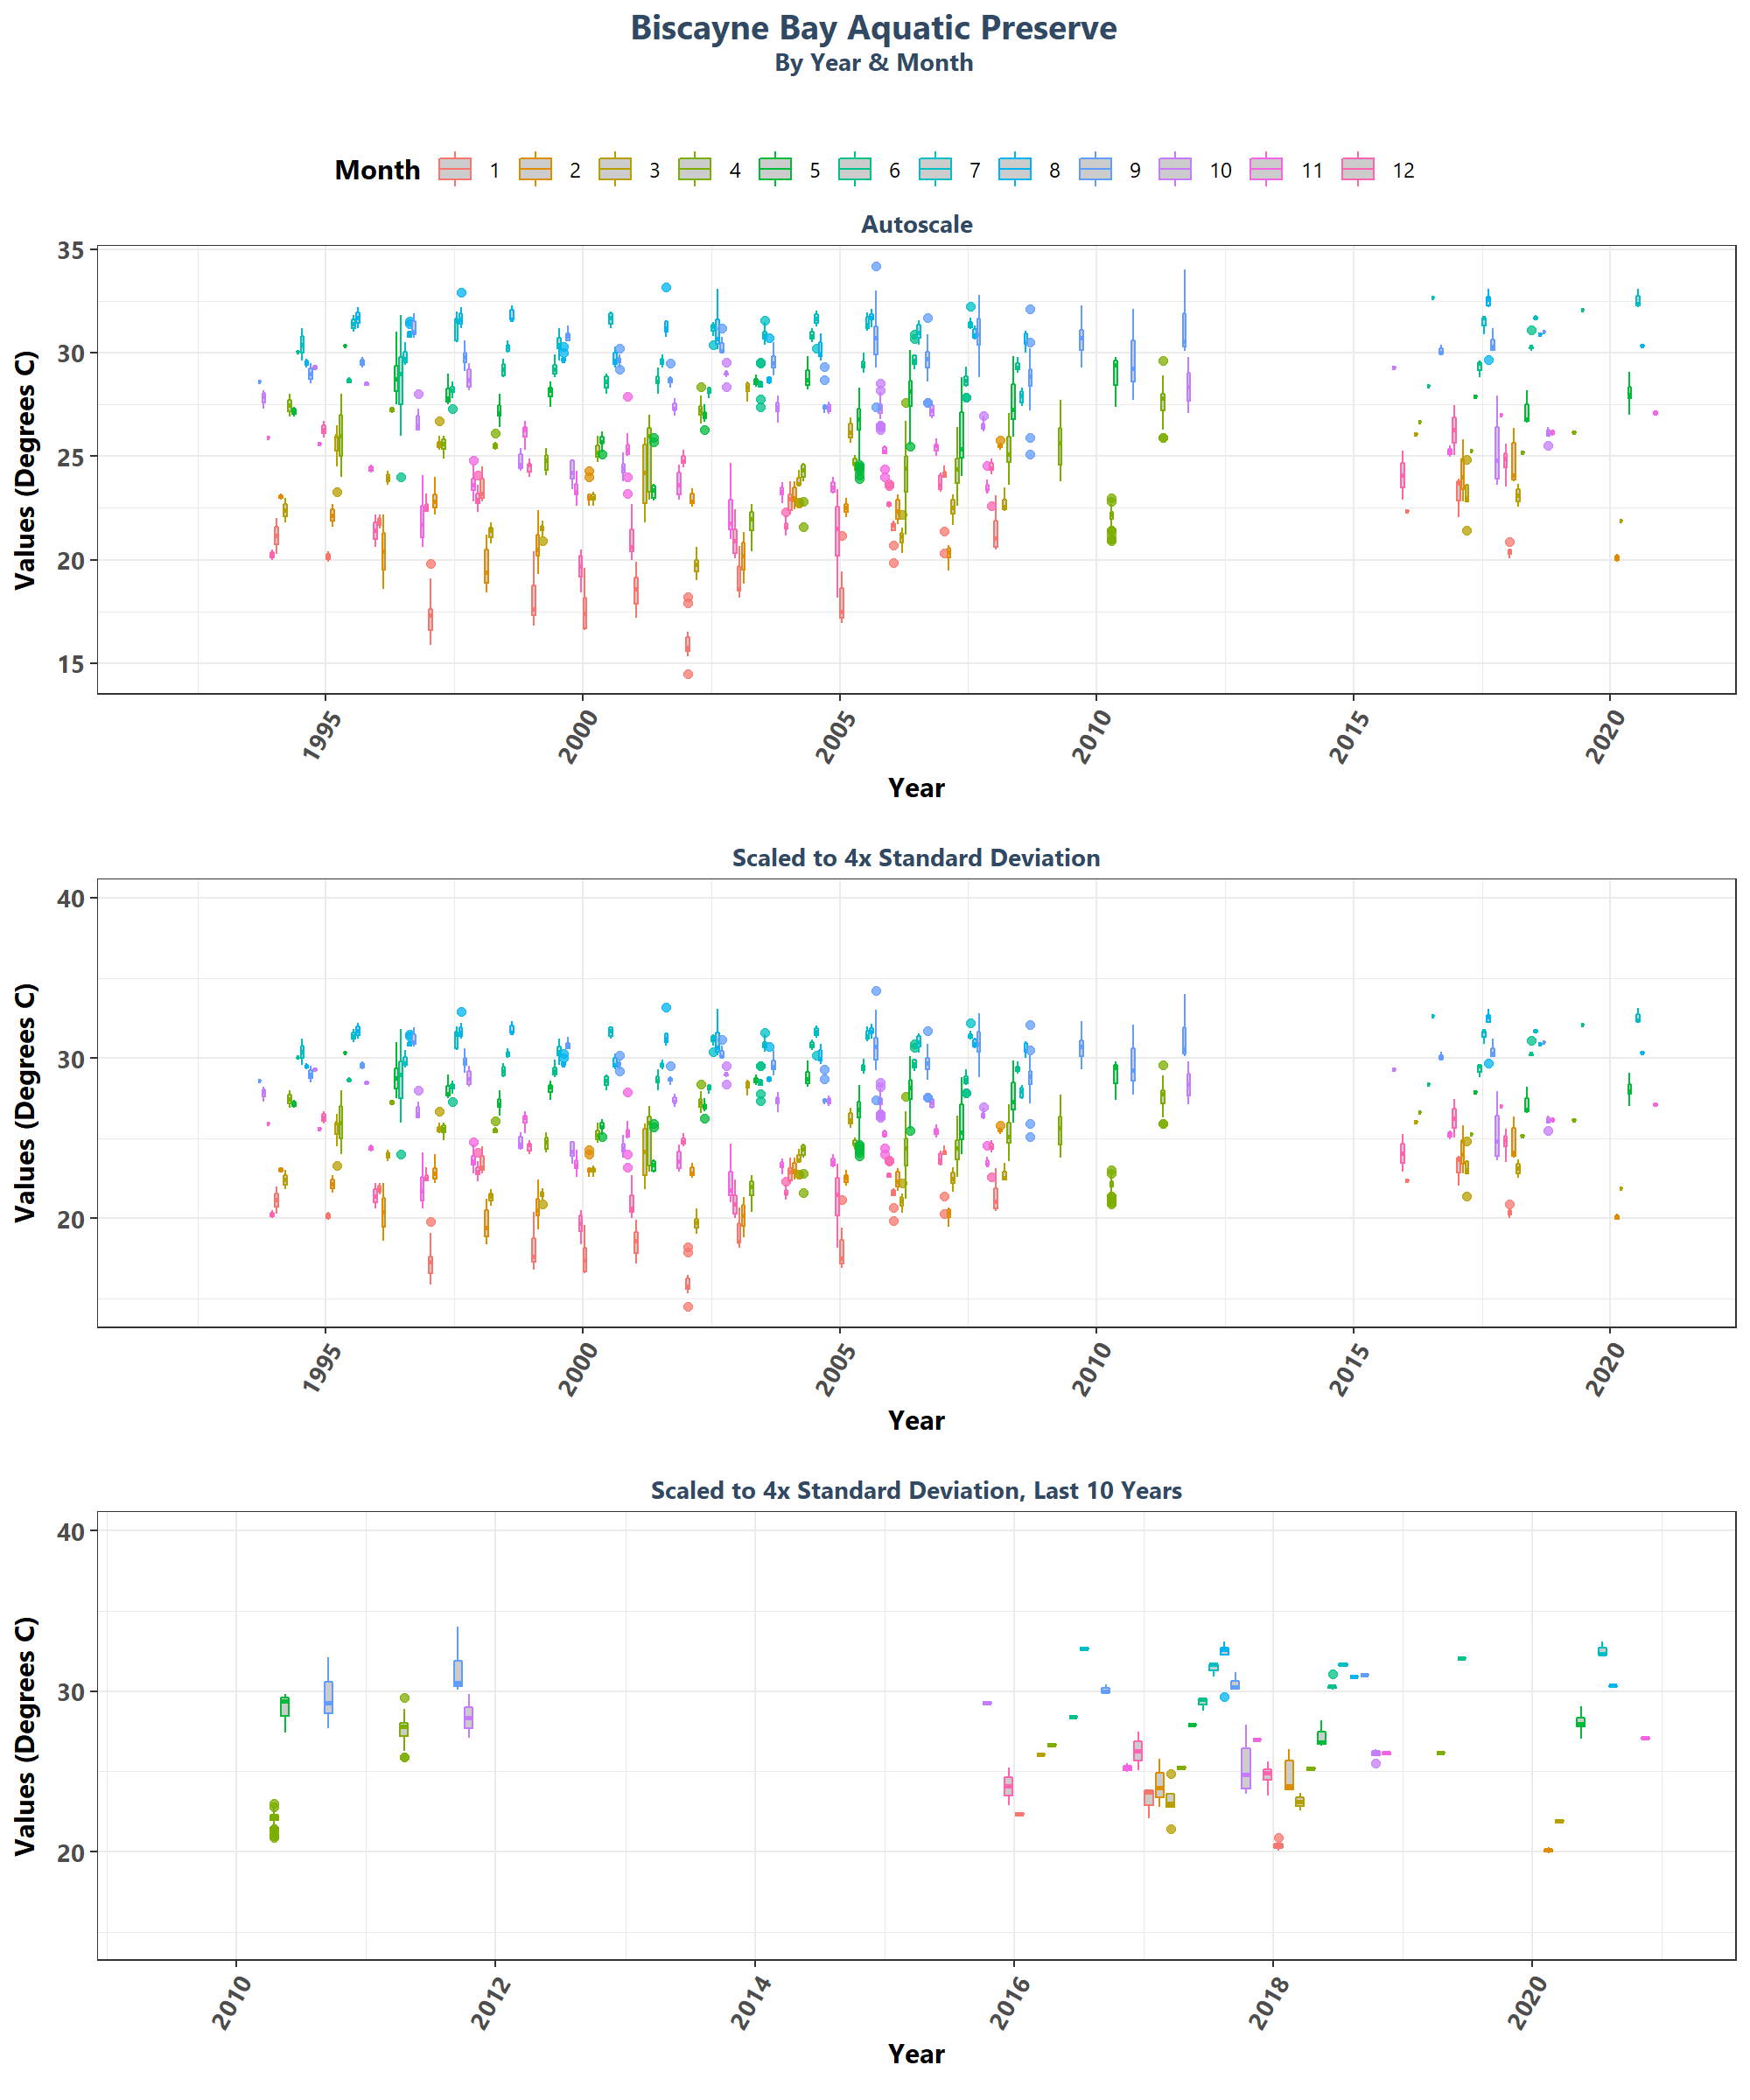 Biscayne Bay Aquatic Preserve
By Year & Month
Month 1 2 3 4 5 6 7 8 9 10 11 12
Autoscale
Values (Degrees C)
35
30
25
20
15
1995 2000 2005 2010 2015 2020
Year
Scaled to 4x Standard Deviation
Values (Degrees C)
40
30
20
1995 2000 2005 2010 2015 2020
Year
Scaled to 4x Standard Deviation, Last 10 Years
Values (Degrees C)
40
30
20
2010 2012 2014 2016 2018 2020
Year